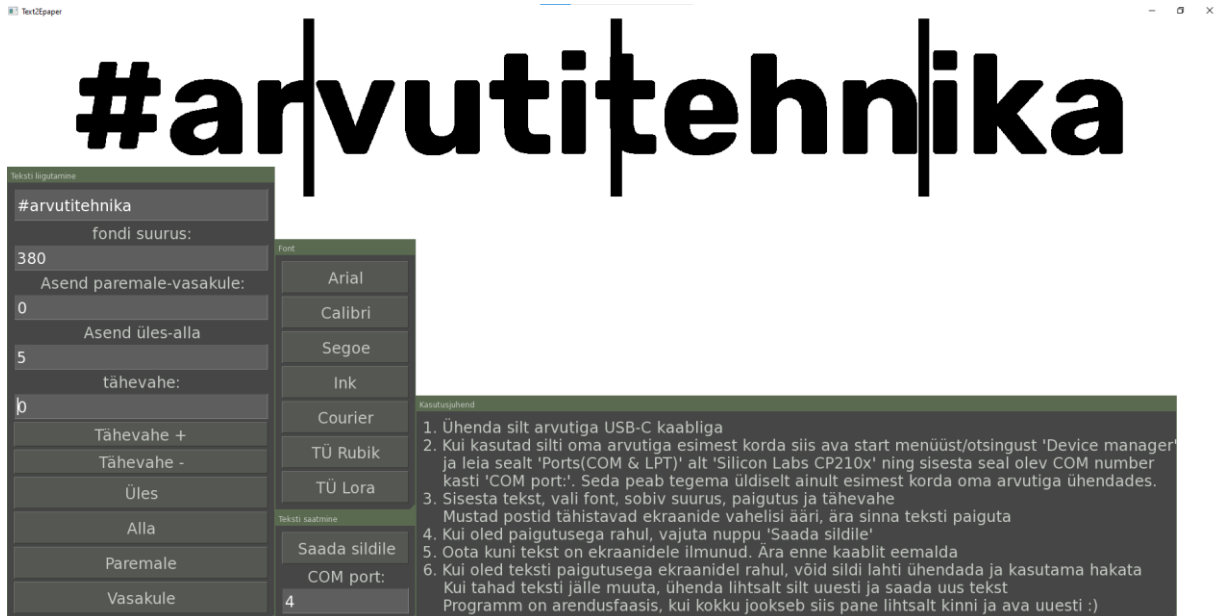 Text2Epaper
#arvutitehnika
Teksti liigutamine
#arvutitehnika
fondi suurus:
380
Asend paremale-vasakule:
0
Asend üles-alla
5
tähevahe:
0
Tähevahe +
Tähevahe -
Üles
Alla
Paremale
Vasakule
Font
Arial
Calibri
Segoe
Ink
Courier
TÜ Rubik
TÜ Lora
Teksti saatmine
Saada sildile
COM port:
4
Kasutusjuhend
1. Ühenda silt arvutiga USB-C kaabliga
2. Kui kasutad silti oma arvutiga esimest korda siis ava start menüüst/otsingust 'Device manager'
ja leia sealt 'Ports(COM & LPT)' alt 'Silicon Labs CP210x' ning sisesta seal olev COM number
kasti 'COM port:'. Seda peab tegema üldiselt ainult esimest korda oma arvutiga ühendades.
3. Sisesta tekst, vali font, sobiv suurus, paigutus ja tähevahe
Mustad postid tähistavad ekraanide vahelisi ääri, ära sinna teksti paiguta
4. Kui oled paigutusega rahul, vajuta nuppu 'Saada sildile'
5. Oota kuni tekst on ekraanidele ilmunud. Ära enne kaablit eemalda
6. Kui oled teksti paigutusega ekraanidel rahul, võid sildi lahti ühendada ja kasutama hakata
Kui tahad teksti jälle muuta, ühenda lihtsalt silt uuesti ja saada uus tekst
Programm on arendusfaasis, kui kokku jookseb siis pane lihtsalt kinni ja ava uuesti :)